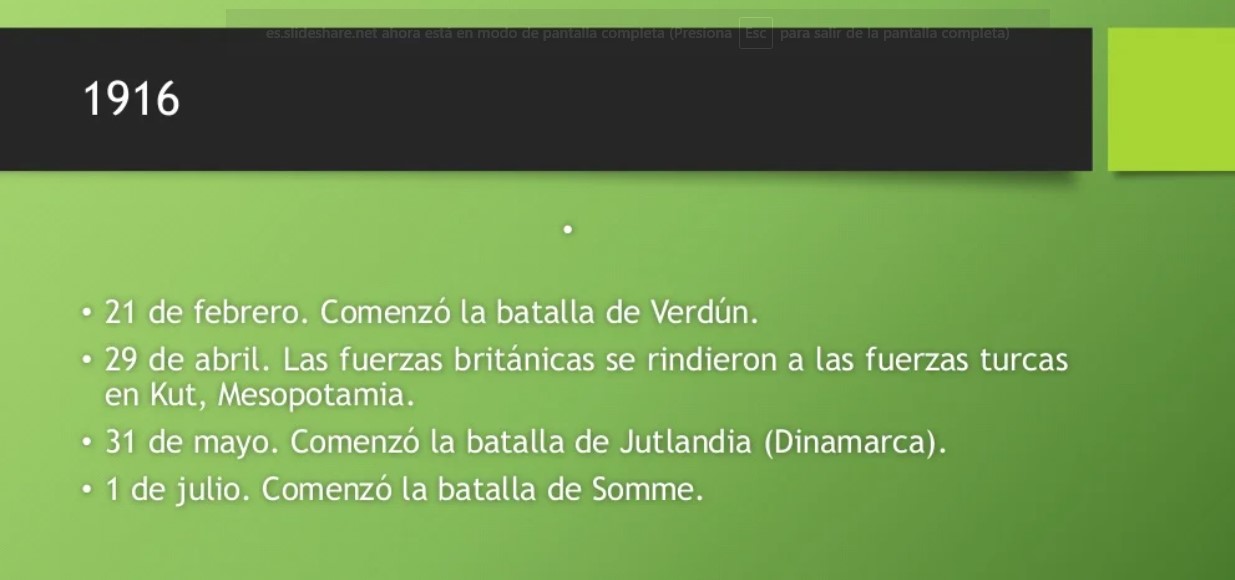 es.slideshare.net ahora está en modo de pantalla completa (Presiona Esc para salir de la pantalla completa)
1916
•
• 21 de febrero. Comenzó la batalla de Verdún.
• 29 de abril. Las fuerzas británicas se rindieron a las fuerzas turcas
en Kut, Mesopotamia.
• 31 de mayo. Comenzó la batalla de Jutlandia (Dinamarca).
• 1 de julio. Comenzó la batalla de Somme.